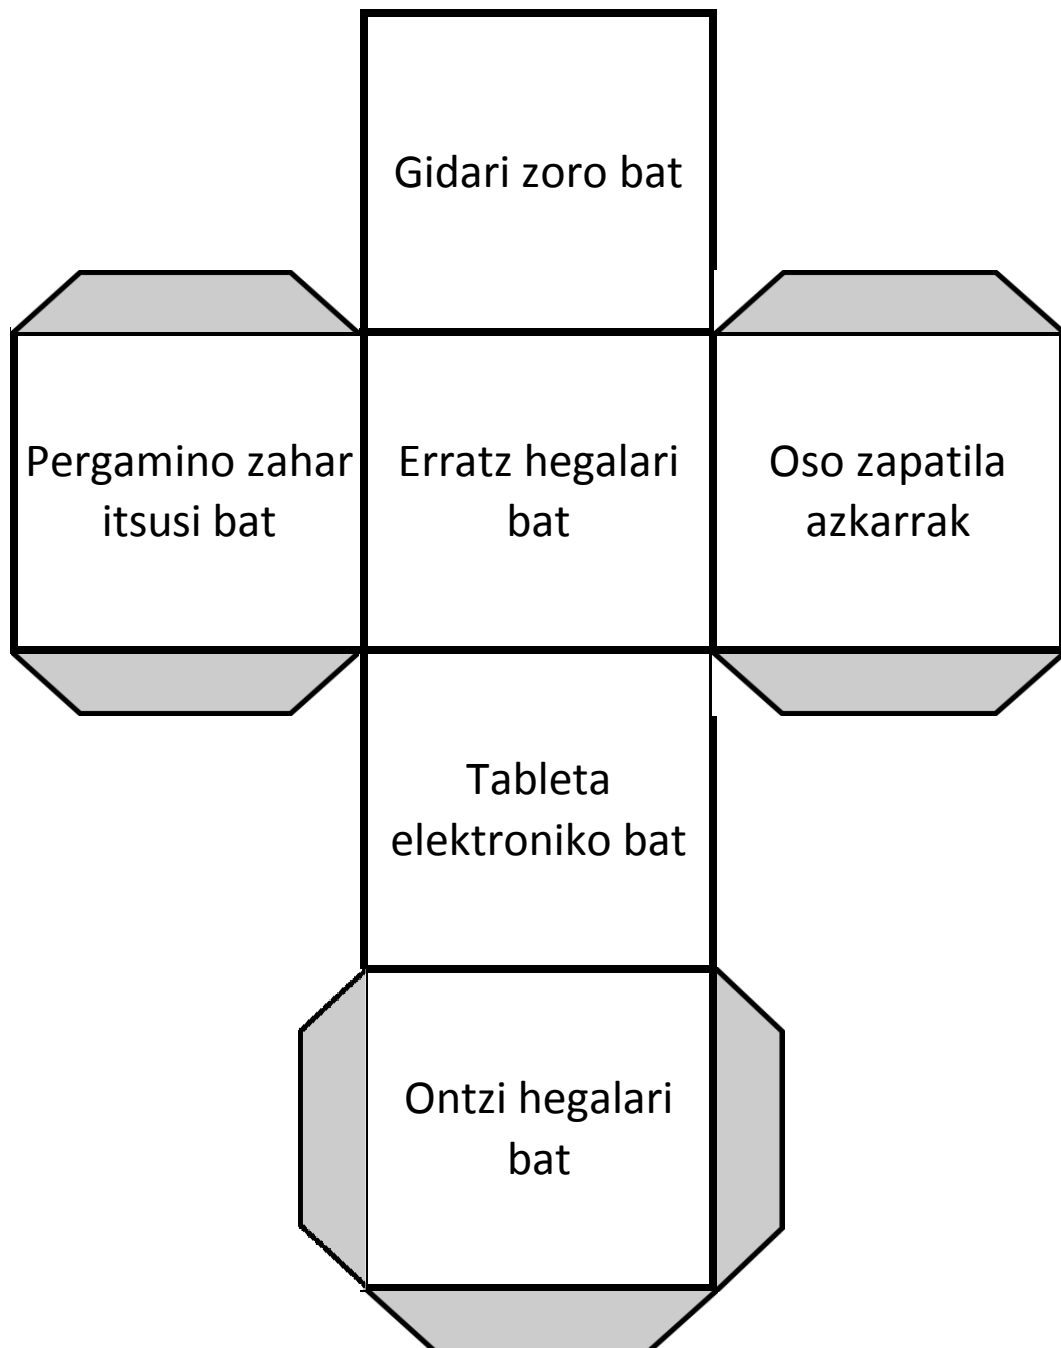 Gidari zoro bat
Pergamino zahar
itsusi bat
Erratz hegalari
bat
Oso zapatila
azkarrak
Tableta
elektroniko bat
Ontzi hegalari
bat